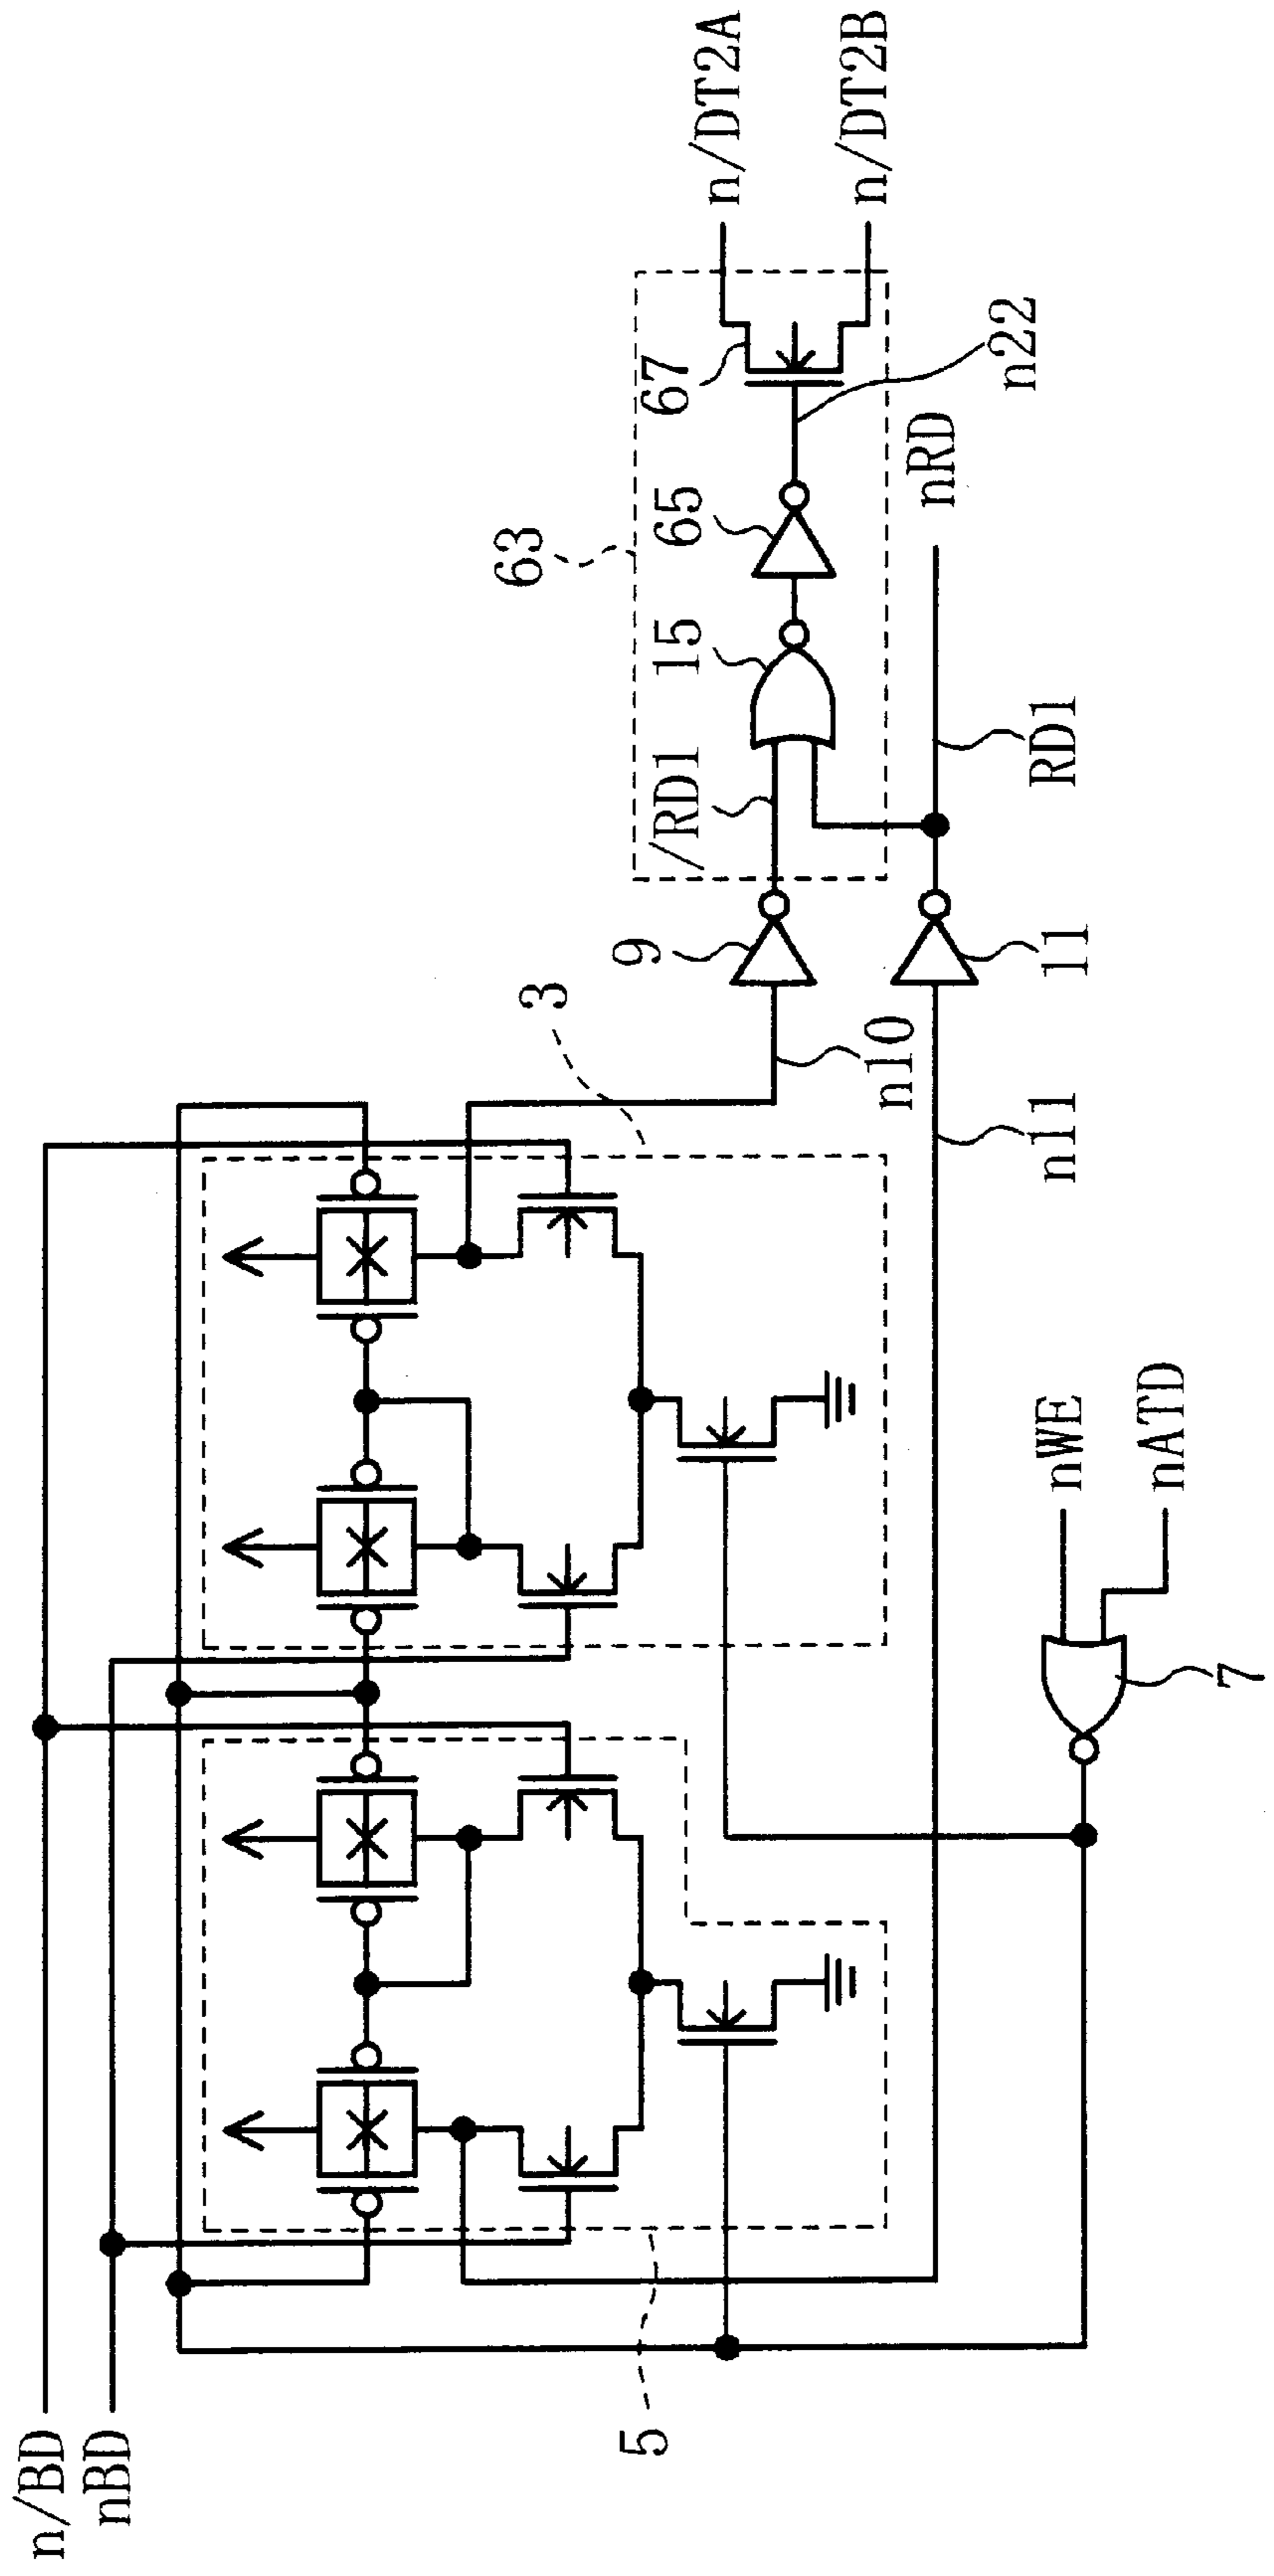 n/BD
nBD
5
3
n10
n11
9
11
/RD1
RD1
15
63
65
67
n22
nRD
n/DT2A
n/DT2B
nWE
nATD
7